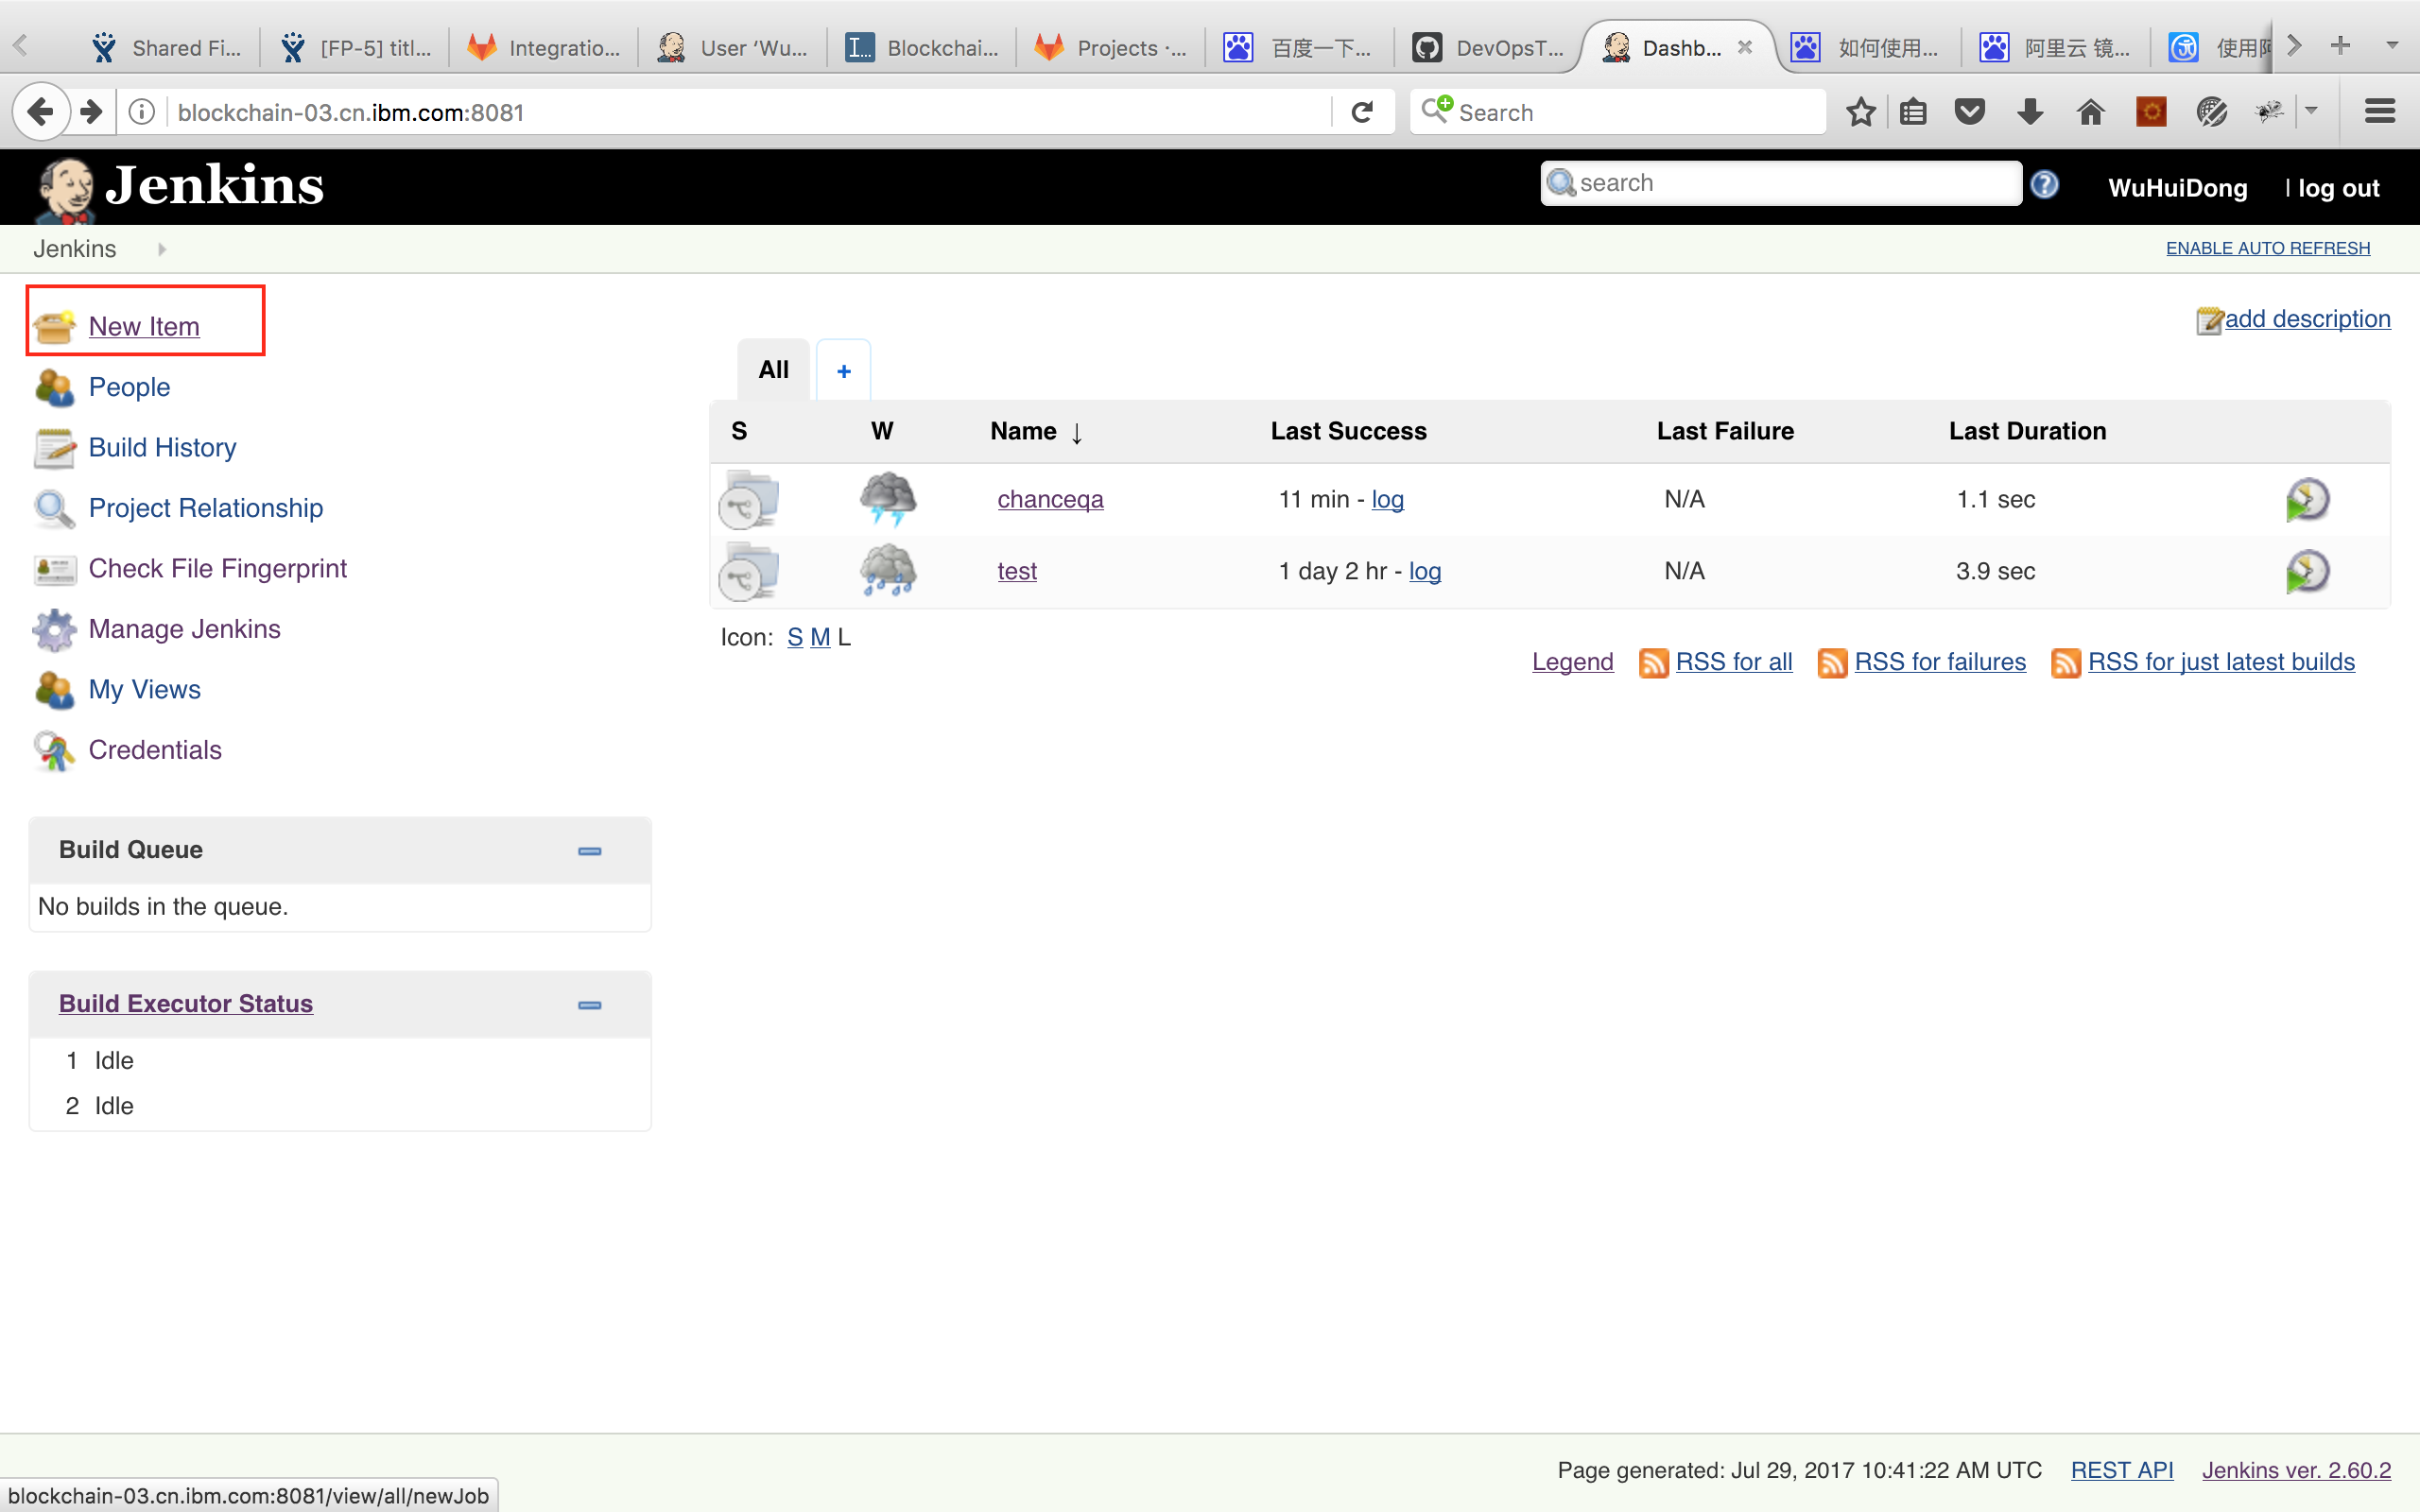 Shared Fi... [FP-5] titl... Integratio... User ‘Wu... Blockchai... Projects ·... 百度一下... DevOpsT... Dashb... 如何使用... 阿里云 镜... 使用阿
blockchain-03.cn.ibm.com:8081 Search
Jenkins search WuHuiDong | log out
Jenkins ENABLE AUTO REFRESH
New Item
add description
People
Build History
Project Relationship
Check File Fingerprint
Manage Jenkins
My Views
Credentials
All +
S W Name ↓ Last Success Last Failure Last Duration
chanceqa 11 min - log N/A 1.1 sec
test 1 day 2 hr - log N/A 3.9 sec
Icon: S M L
Legend RSS for all RSS for failures RSS for just latest builds
Build Queue
No builds in the queue.
Build Executor Status
1 Idle
2 Idle
Page generated: Jul 29, 2017 10:41:22 AM UTC REST API Jenkins ver. 2.60.2
blockchain-03.cn.ibm.com:8081/view/all/newJob